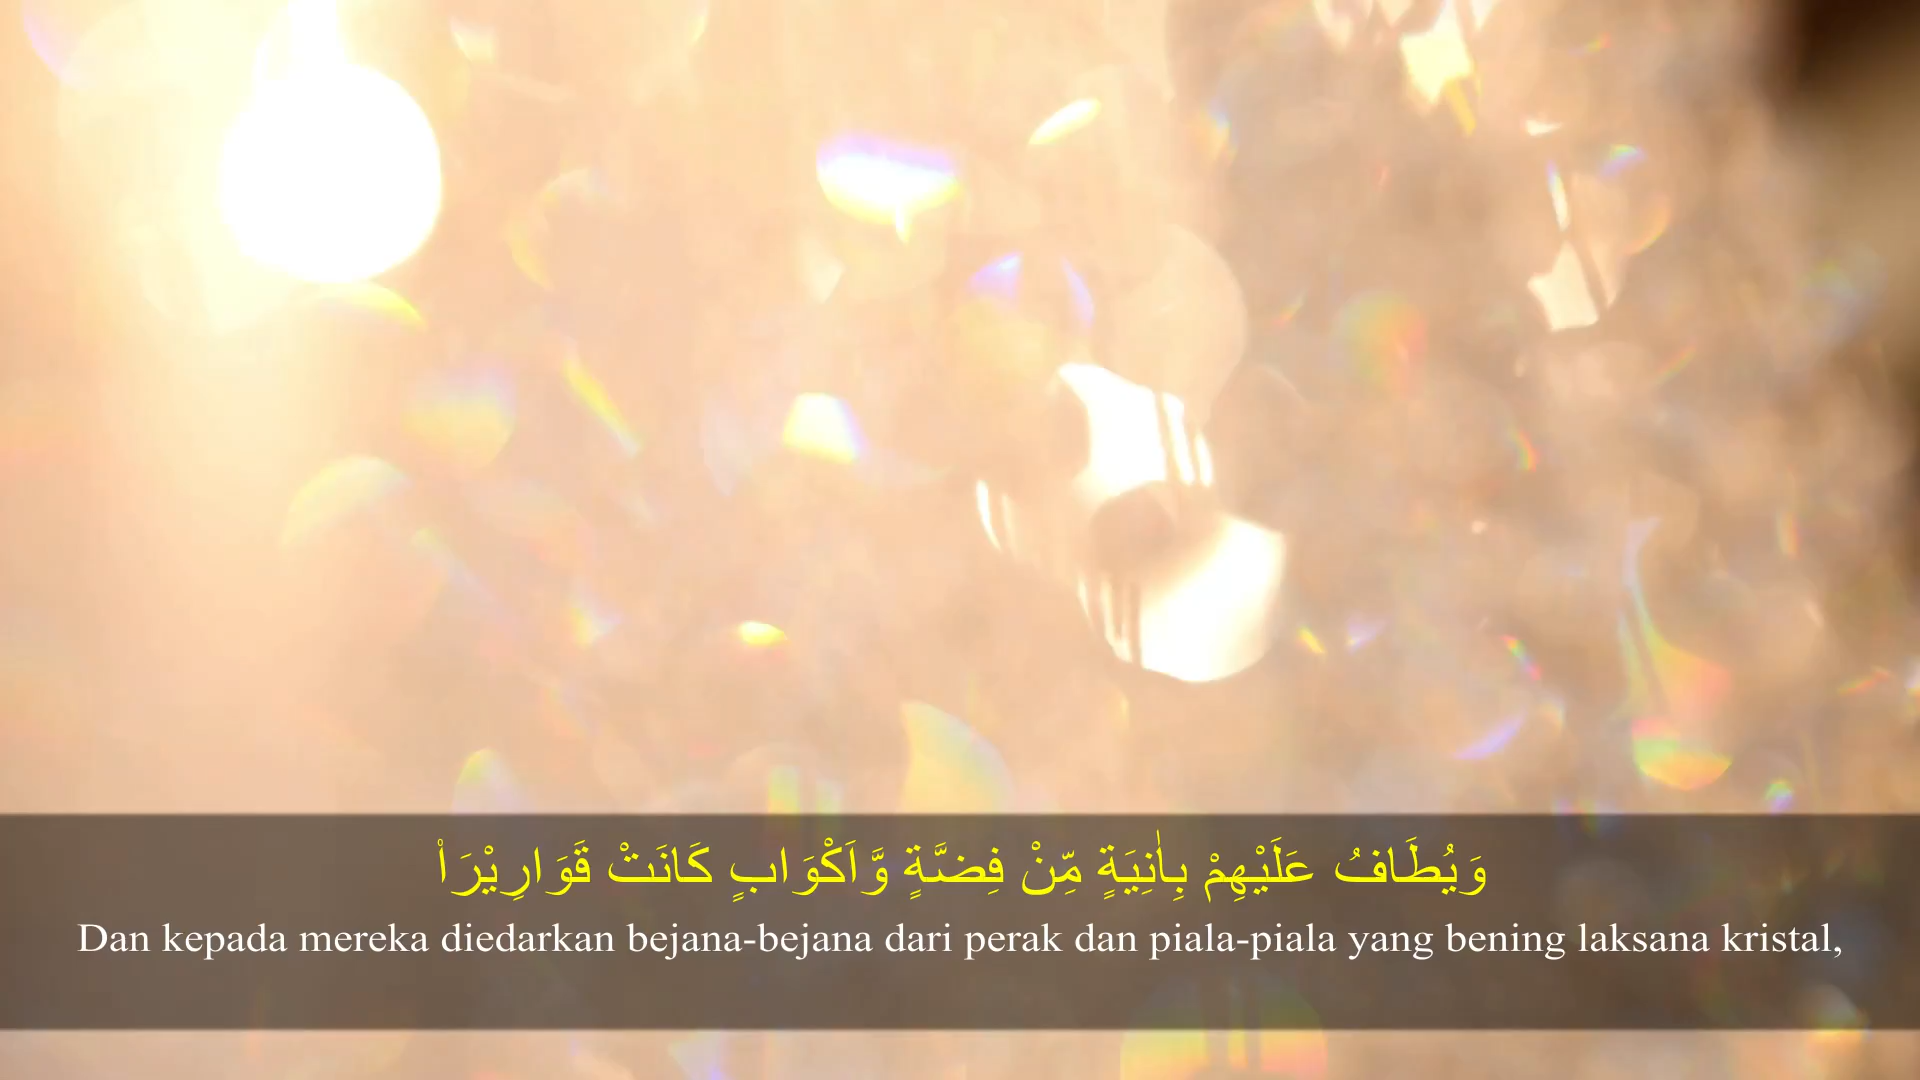 وَيُطَافُ عَلَيْهِمْ بِاٰنِيَةٍ مِّنْ فِضَّةٍ وَّاَكْوَابٍ كَانَتْ قَوَارِيْرَا۠
Dan kepada mereka diedarkan bejana-bejana dari perak dan piala-piala yang bening laksana kristal,